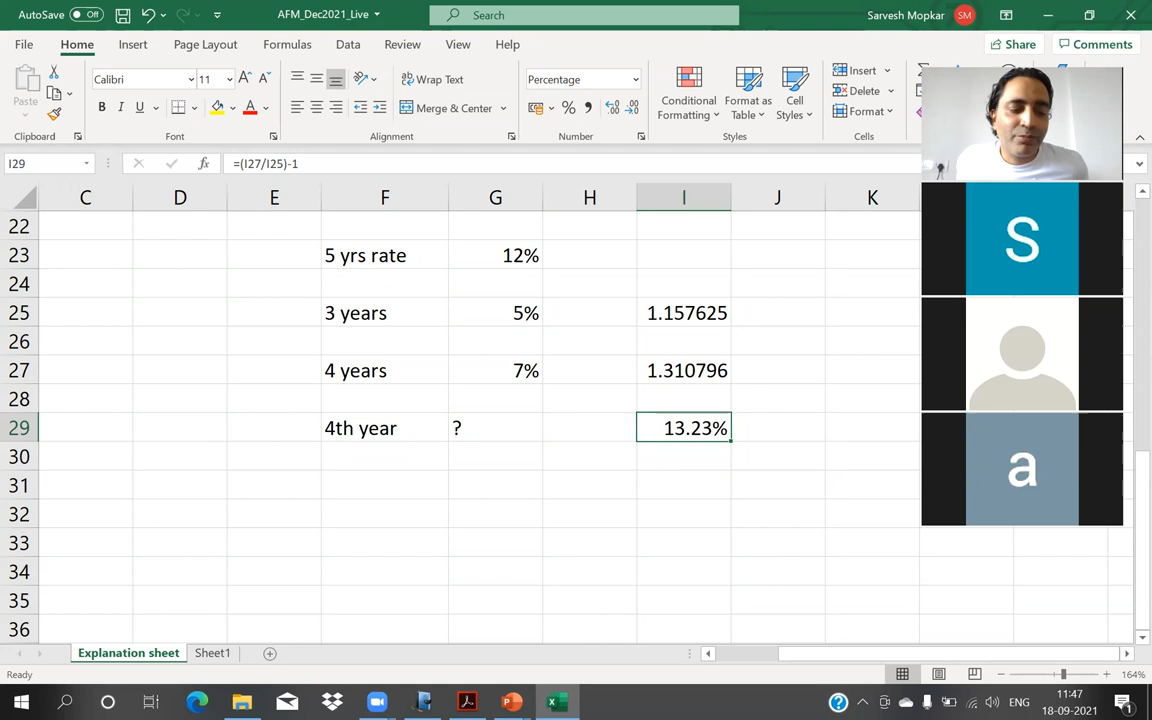 AutoSave Off AFM_Dec2021_Live Search Sarvesh Mopkar SM
File Home Insert Page Layout Formulas Data Review View Help Share Comments
Paste Calibri 11 A A Wrap Text Percentage Conditional Formatting Format as Table Cell Styles Insert
B I U A Merge & Center % Delete
Format
Clipboard Font Alignment Number Styles Cells
I29 fx =(I27/I25)-1
C D E F G H I J K
22
23 5 yrs rate 12%
24
25 3 years 5% 1.157625
26
27 4 years 7% 1.310796
28
29 4th year ? 13.23%
30
31
32
33
34
35
36
S
a
Explanation sheet Sheet1
Ready 164%
ENG 11:47
18-09-2021 1